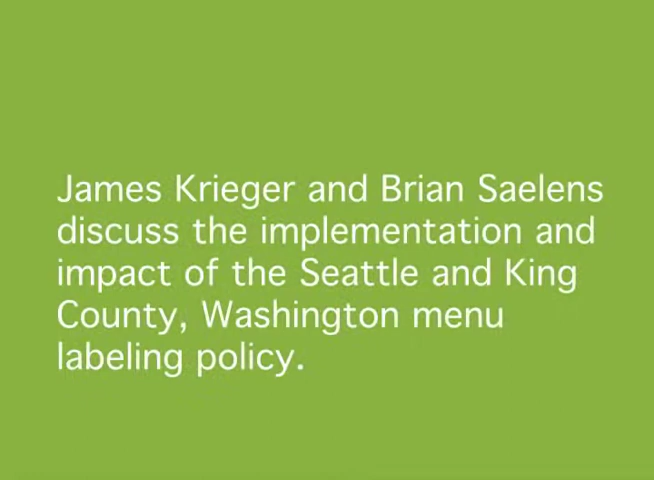 James Krieger and Brian Saelens
discuss the implementation and
impact of the Seattle and King
County, Washington menu
labeling policy.